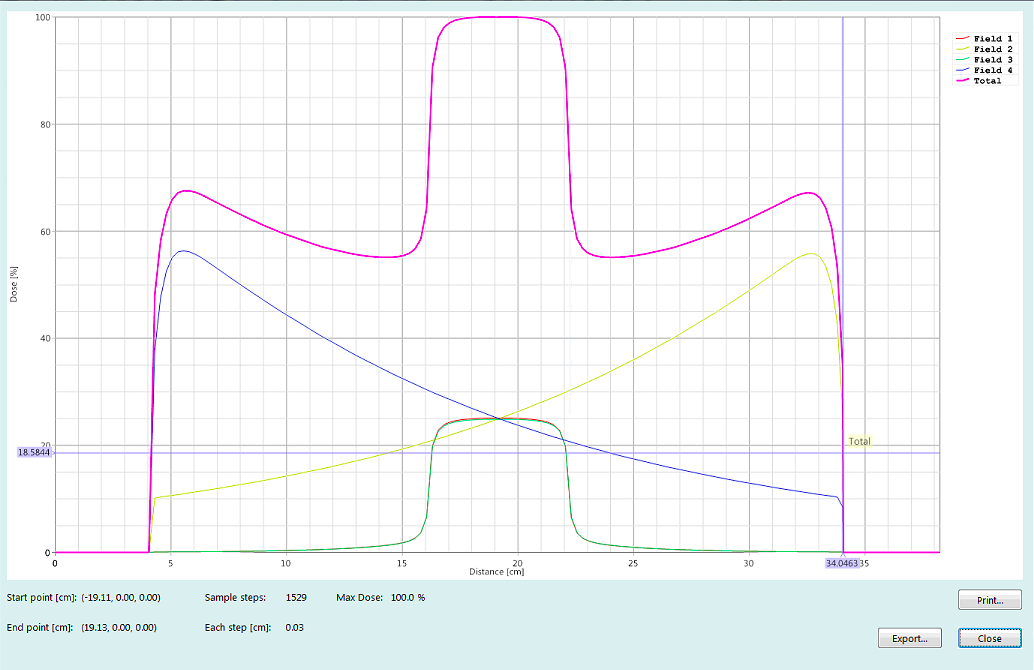 100
80
60
40
20
0
Dose [%]
18.5844
Field 1
Field 2
Field 3
Field 4
Total
Total
0 5 10 15 20 25 30 34.0463 35
Distance [cm]
Start point [cm]: (-19.11, 0.00, 0.00) Sample steps: 1529 Max Dose: 100.0 %
Print...
End point [cm]: (19.13, 0.00, 0.00) Each step [cm]: 0.03
Export... Close